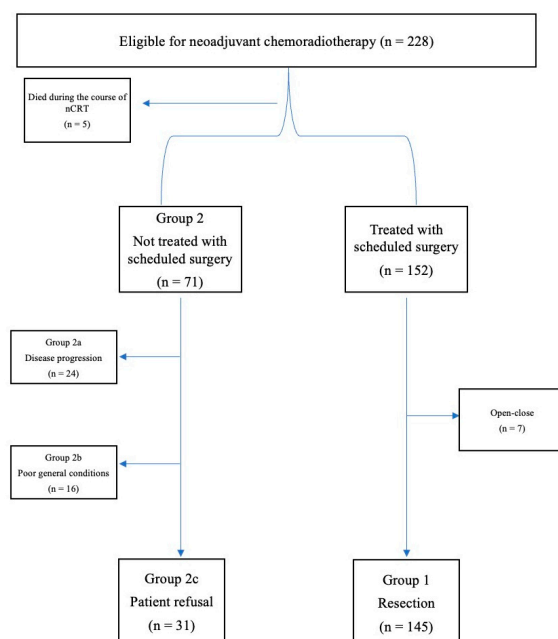 Eligible for neoadjuvant chemoradiotherapy (n = 228)
Died during the course of
nCRT
(n = 5)
Group 2
Not treated with
scheduled surgery
(n = 71)
Treated with
scheduled surgery
(n = 152)
Group 2a
Disease progression
(n = 24)
Open-close
(n = 7)
Group 2b
Poor general conditions
(n = 16)
Group 2c
Patient refusal
(n = 31)
Group 1
Resection
(n = 145)